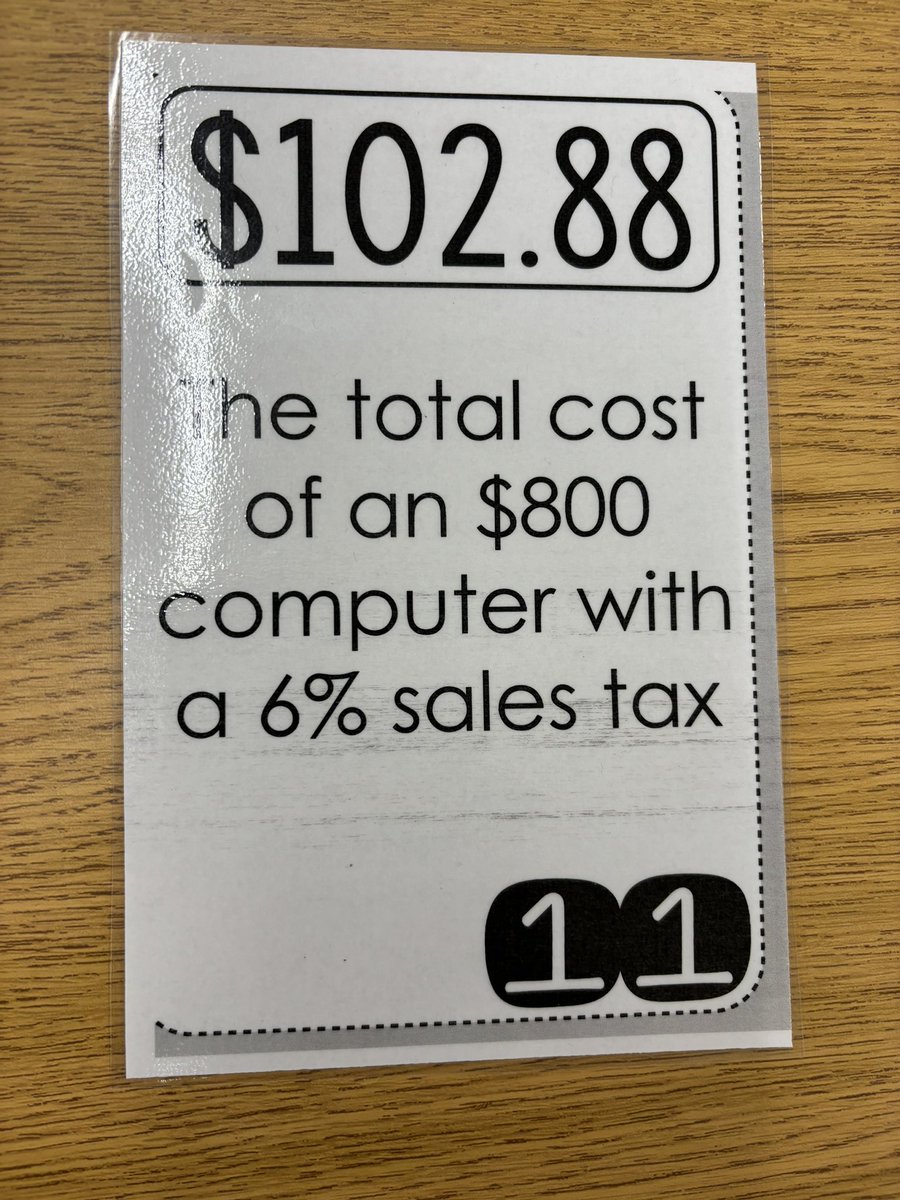 $102.88
The total cost
of an $800
computer with
a 6% sales tax
11